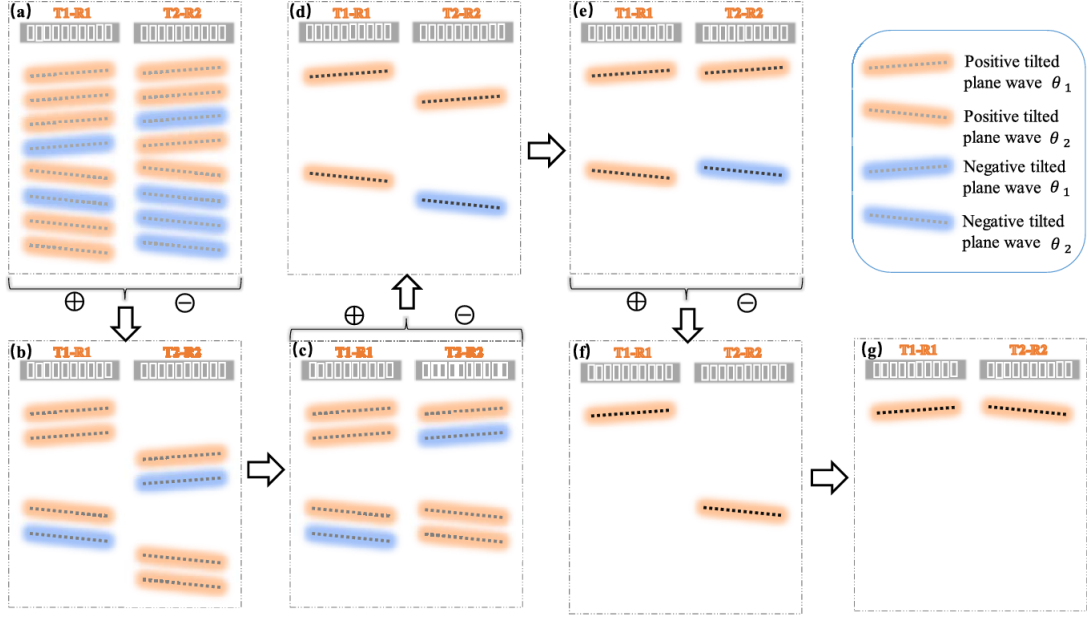 (a) T1-R1 T2-R2
(d) T1-R1 T2-R2
(e) T1-R1 T2-R2
Positive tilted
plane wave θ1
Positive tilted
plane wave θ2
Negative tilted
plane wave θ1
Negative tilted
plane wave θ2
⊕ ⊖
⊕ ⊖
⊕ ⊖
(b) T1-R1 T2-R2
(c) T1-R1 T2-R2
(f) T1-R1 T2-R2
(g) T1-R1 T2-R2